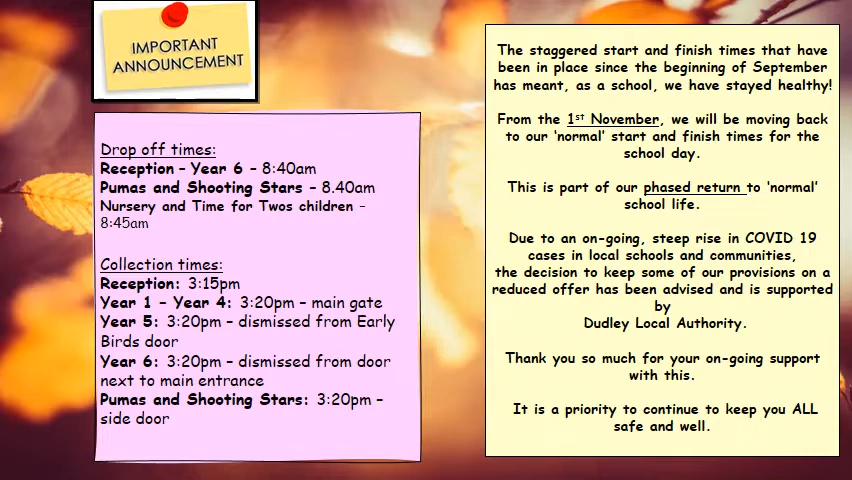 IMPORTANT
ANNOUNCEMENT
Drop off times:
Reception – Year 6 – 8:40am
Pumas and Shooting Stars – 8.40am
Nursery and Time for Twos children –
8:45am
Collection times:
Reception: 3:15pm
Year 1 – Year 4: 3:20pm – main gate
Year 5: 3:20pm – dismissed from Early
Birds door
Year 6: 3:20pm – dismissed from door
next to main entrance
Pumas and Shooting Stars: 3:20pm –
side door
The staggered start and finish times that have
been in place since the beginning of September
has meant, as a school, we have stayed healthy!
From the 1st November, we will be moving back
to our ‘normal’ start and finish times for the
school day.
This is part of our phased return to ‘normal’
school life.
Due to an on-going, steep rise in COVID 19
cases in local schools and communities,
the decision to keep some of our provisions on a
reduced offer has been advised and is supported
by
Dudley Local Authority.
Thank you so much for your on-going support
with this.
It is a priority to continue to keep you ALL
safe and well.